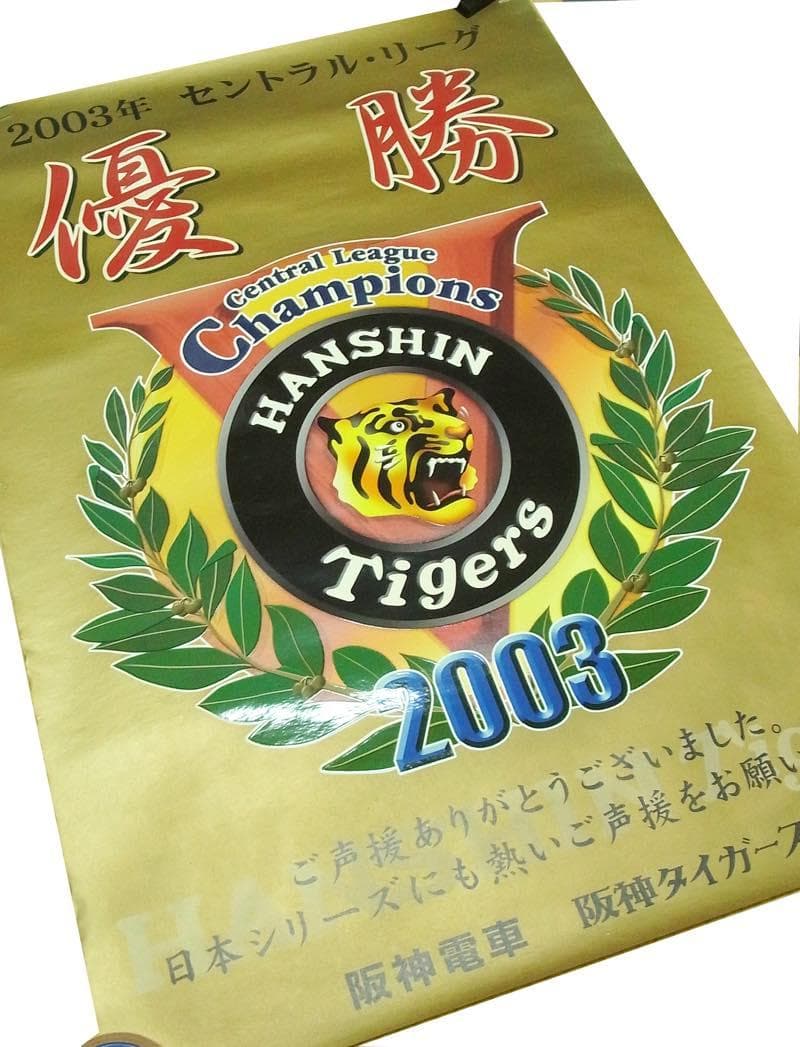 2003年 セントラル・リーグ
優 勝
Central League
Champions
HANSHIN
Tigers
2003
ご声援ありがとうございました。
日本シリーズにも熱いご声援をお願い
阪神電車 阪神タイガース